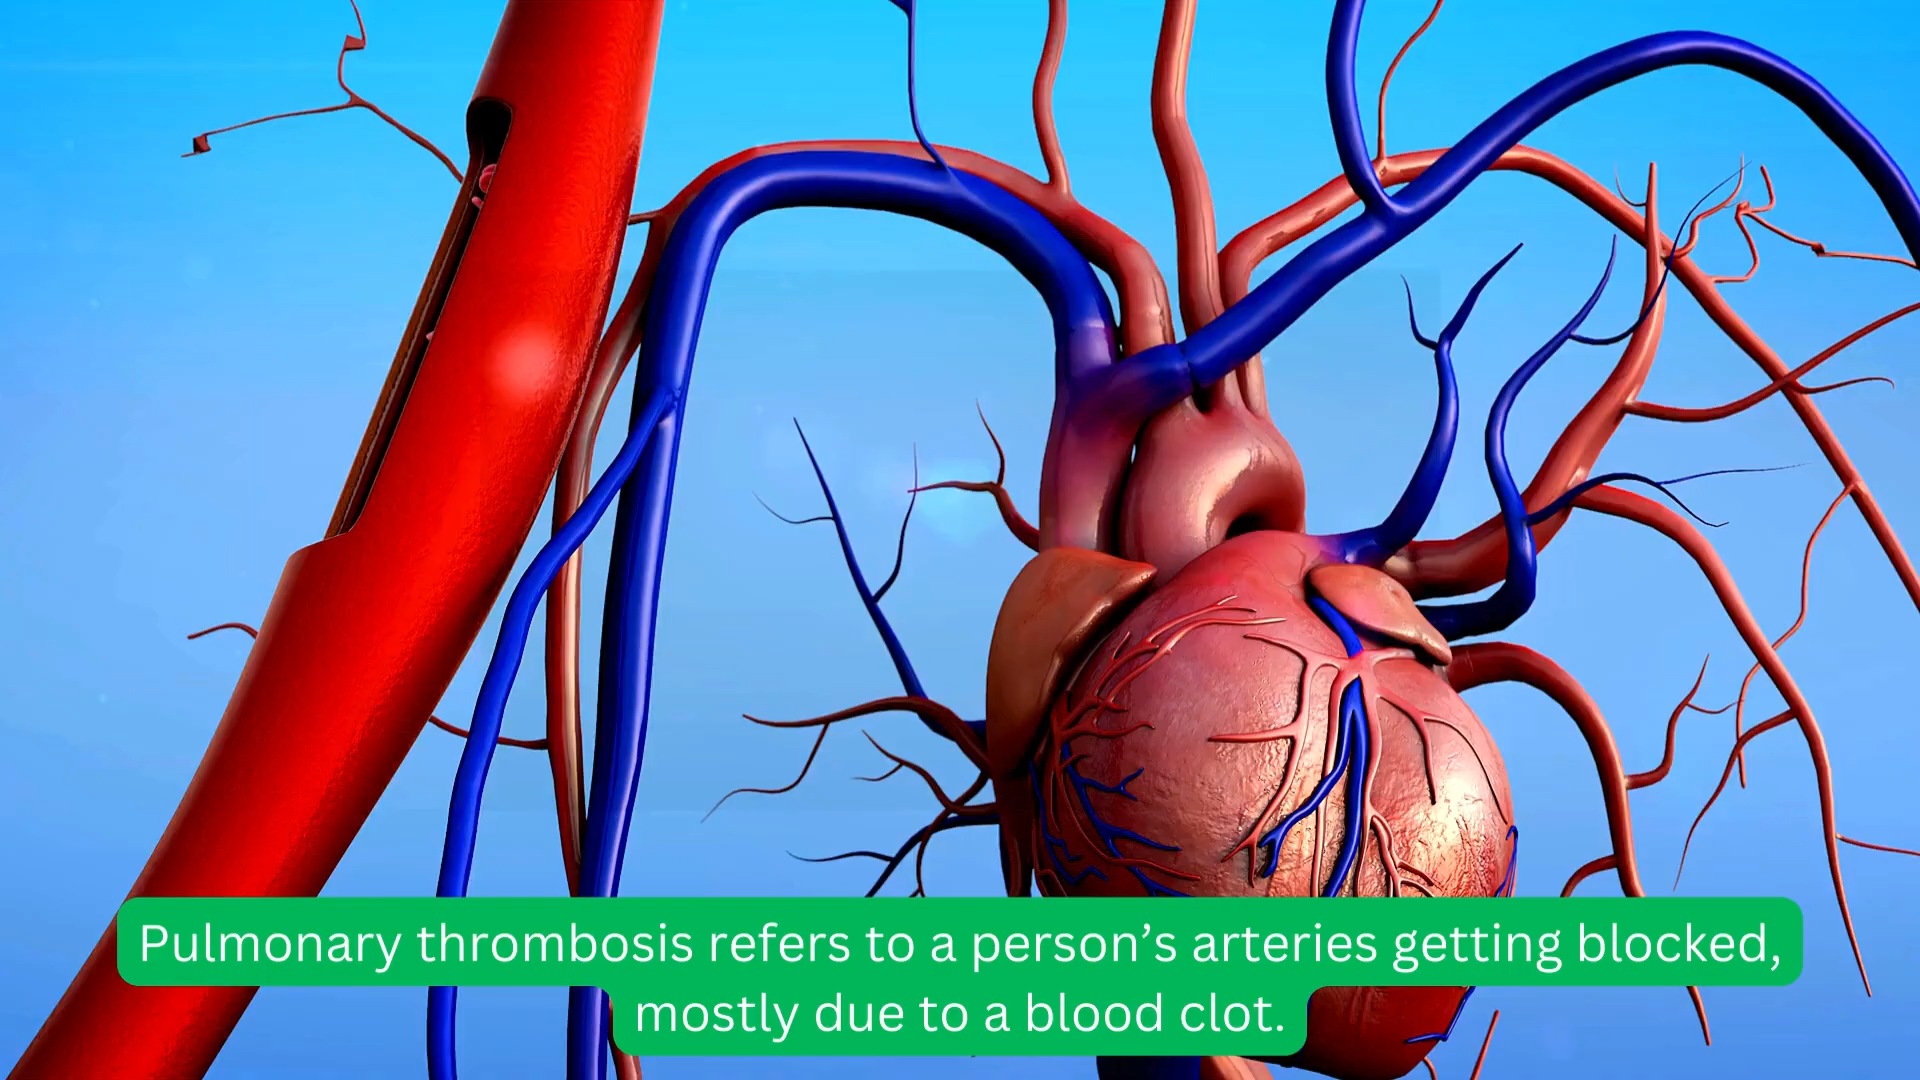 Pulmonary thrombosis refers to a person’s arteries getting blocked,
mostly due to a blood clot.